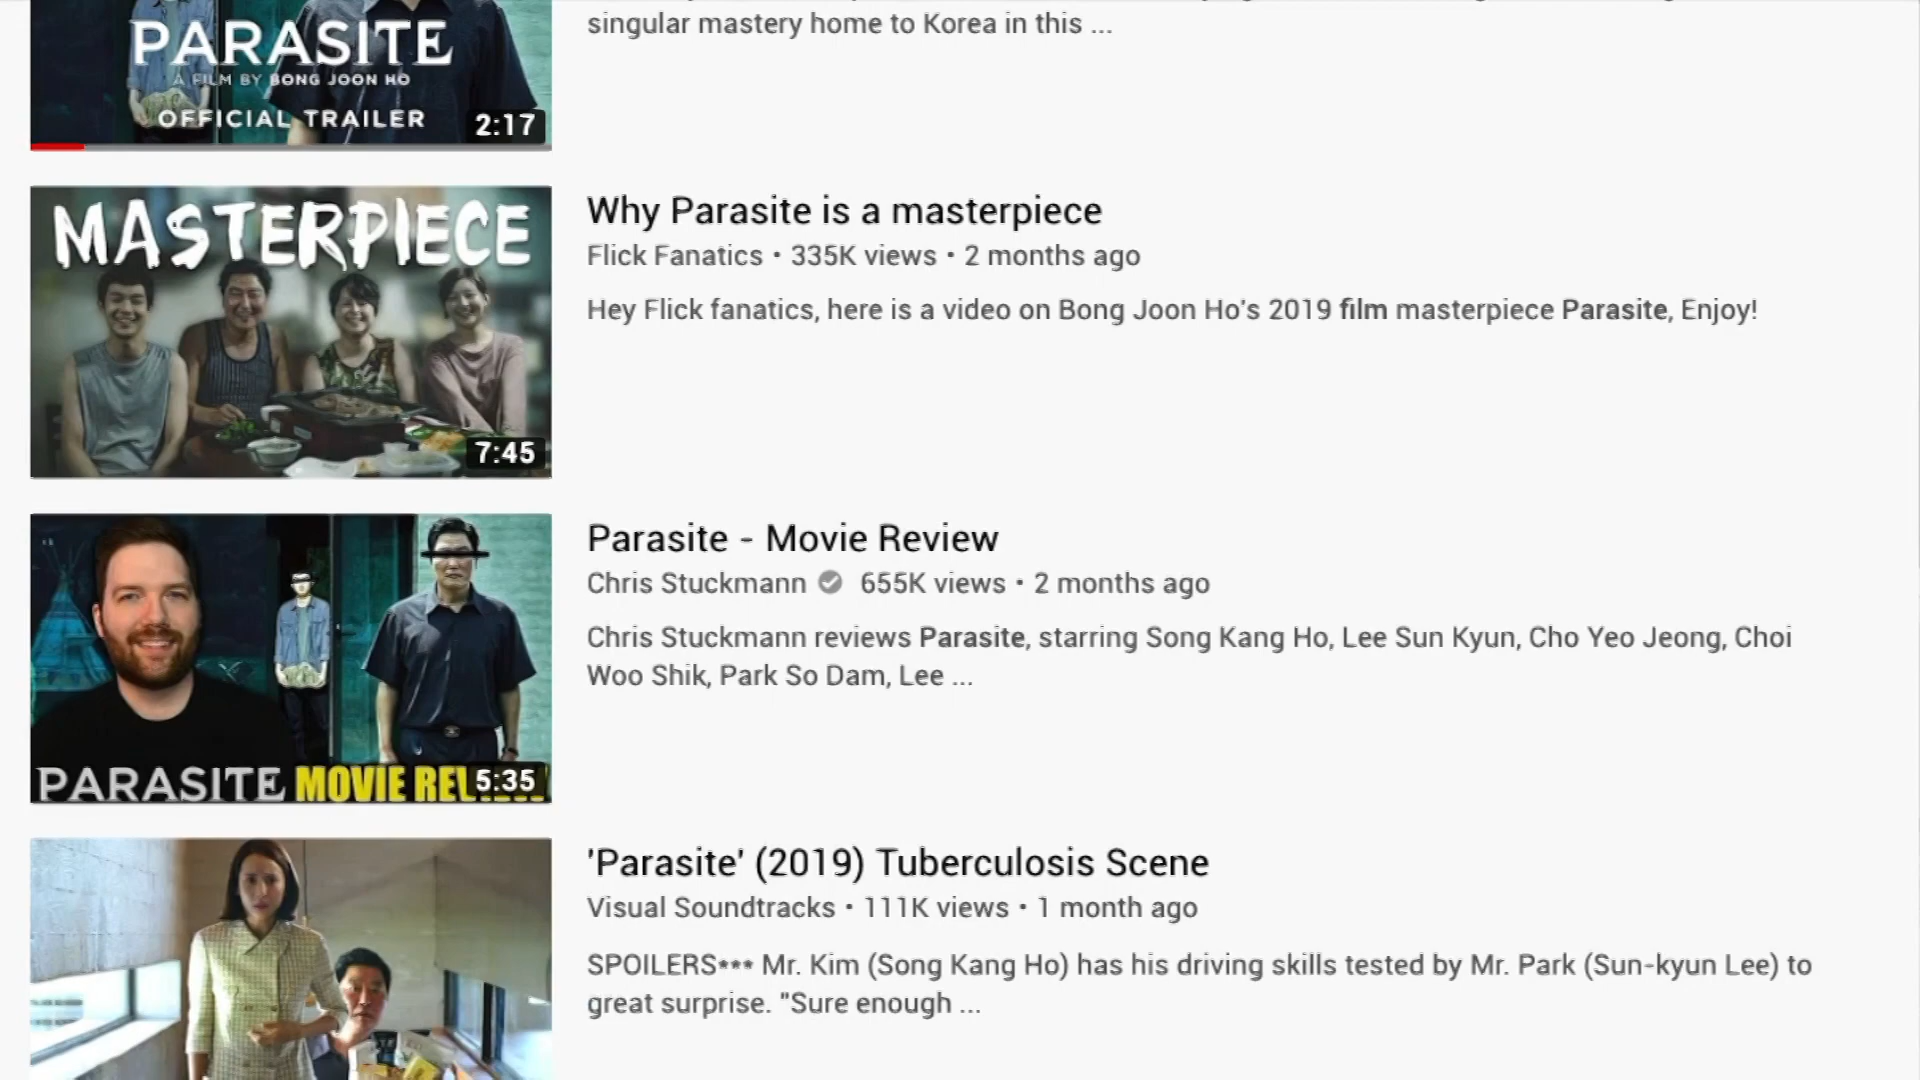 PARASITE
A FILM BY BONG JOON HO
OFFICIAL TRAILER
2:17
singular mastery home to Korea in this ...
MASTERPIECE
7:45
Why Parasite is a masterpiece
Flick Fanatics • 335K views • 2 months ago
Hey Flick fanatics, here is a video on Bong Joon Ho's 2019 film masterpiece Parasite, Enjoy!
PARASITE MOVIE
5:35
Parasite - Movie Review
Chris Stuckmann 655K views • 2 months ago
Chris Stuckmann reviews Parasite, starring Song Kang Ho, Lee Sun Kyun, Cho Yeo Jeong, Choi
Woo Shik, Park So Dam, Lee ...
'Parasite' (2019) Tuberculosis Scene
Visual Soundtracks • 111K views • 1 month ago
SPOILERS*** Mr. Kim (Song Kang Ho) has his driving skills tested by Mr. Park (Sun-kyun Lee) to
great surprise. "Sure enough ...